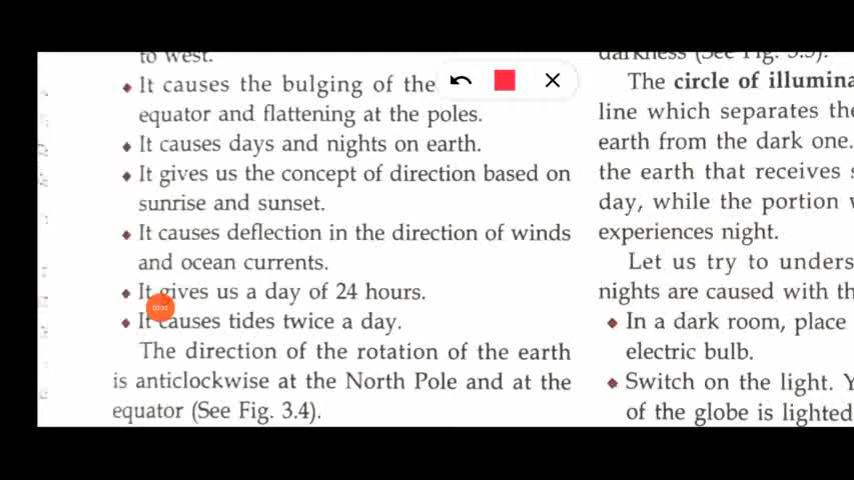 to west.
It causes the bulging of the
equator and flattening at the poles.
It causes days and nights on earth.
It gives us the concept of direction based on
sunrise and sunset.
It causes deflection in the direction of winds
and ocean currents.
It gives us a day of 24 hours.
It causes tides twice a day.
The direction of the rotation of the earth
is anticlockwise at the North Pole and at the
equator (See Fig. 3.4).
darkness (See Fig. 3.3).
The circle of illumina
line which separates the
earth from the dark one.
the earth that receives s
day, while the portion w
experiences night.
Let us try to unders
nights are caused with th
In a dark room, place
electric bulb.
Switch on the light. Y
of the globe is lighted